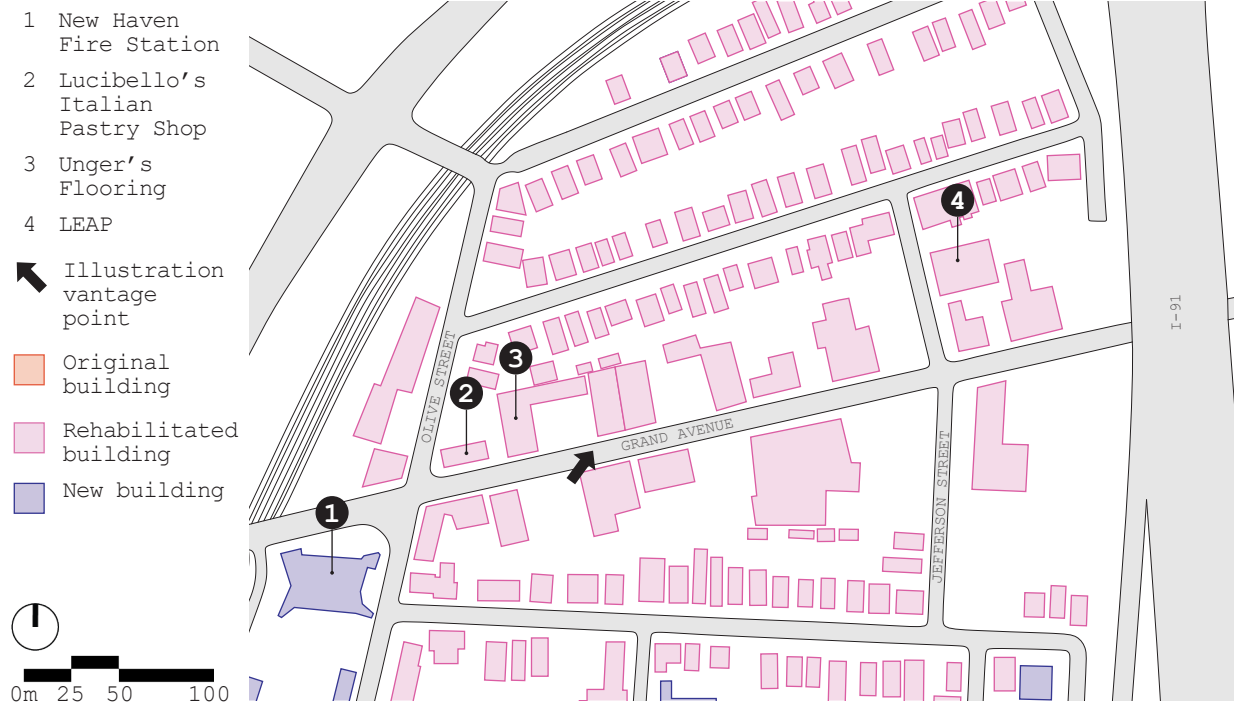 1 New Haven
Fire Station
2 Lucibello's
Italian
Pastry Shop
3 Unger's
Flooring
4 LEAP
Illustration
vantage
point
Original
building
Rehabilitated
building
New building
0m 25 50 100
1
2
3
4
OLIVE STREET
GRAND AVENUE
JEFFERSON STREET
I-91